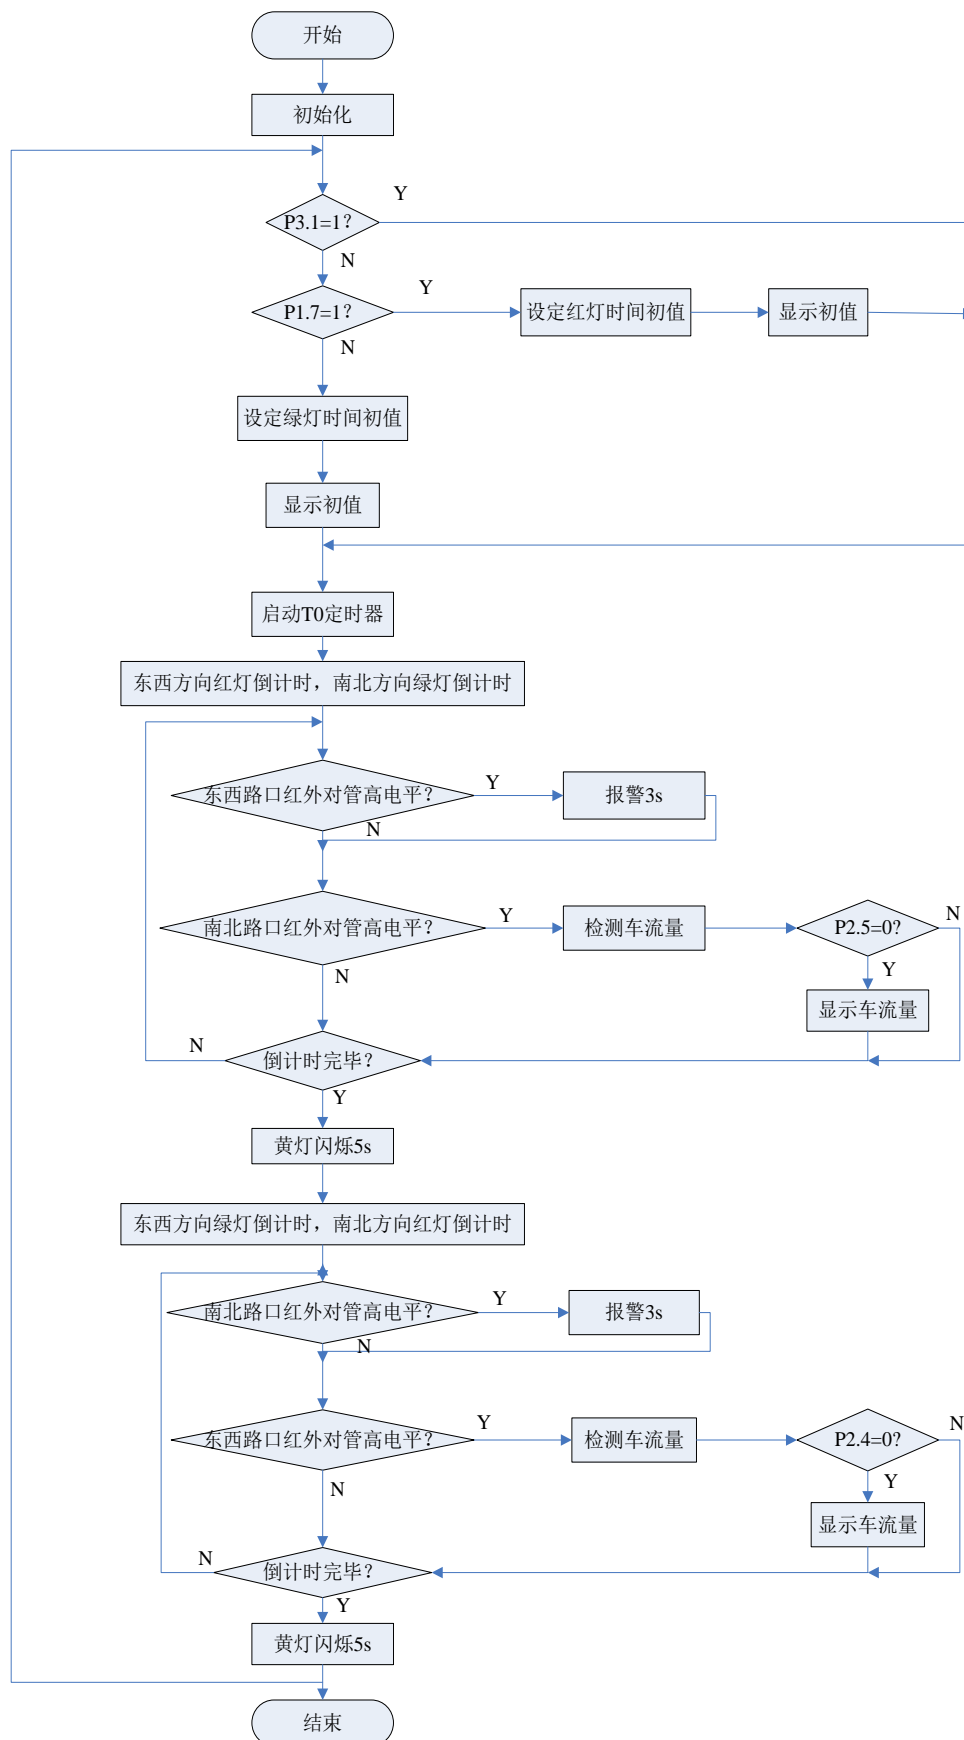 开始
初始化
Y
P3.1=1?
N
Y
P1.7=1?
设定红灯时间初值
显示初值
N
设定绿灯时间初值
显示初值
启动T0定时器
东西方向红灯倒计时，南北方向绿灯倒计时
东西路口红外对管高电平？
Y
报警3s
N
南北路口红外对管高电平？
Y
检测车流量
P2.5=0?
N
N
Y
显示车流量
N
倒计时完毕？
Y
黄灯闪烁5s
东西方向绿灯倒计时，南北方向红灯倒计时
南北路口红外对管高电平？
Y
报警3s
N
东西路口红外对管高电平？
Y
检测车流量
P2.4=0?
N
N
Y
显示车流量
N
倒计时完毕？
Y
黄灯闪烁5s
结束